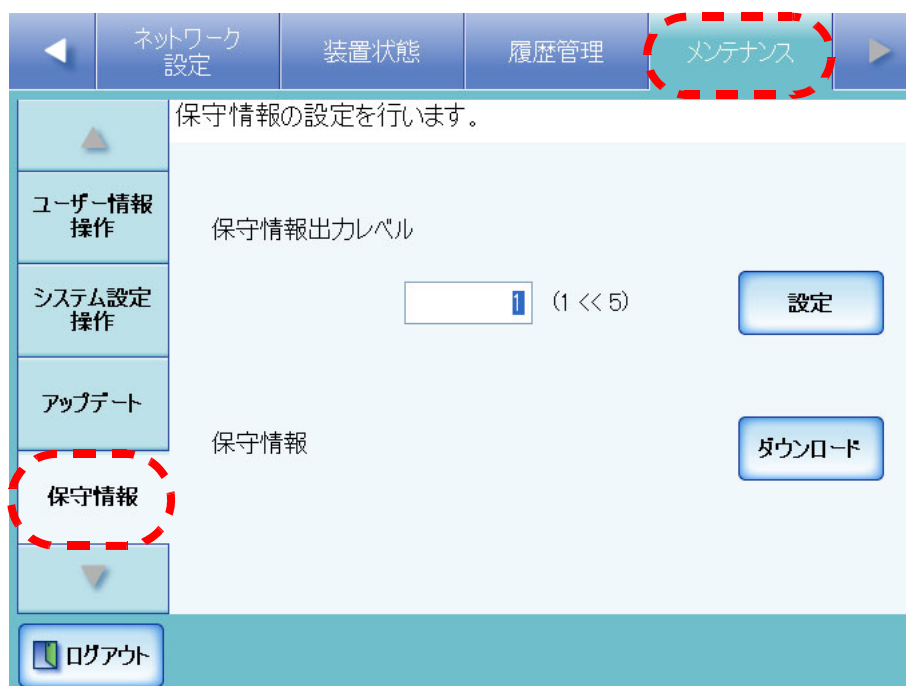 ネットワーク
設定
装置状態
履歴管理
メンテナンス
保守情報の設定を行います。
ユーザー情報
操作
保守情報出力レベル
システム設定
操作
1
(1 << 5)
設定
アップデート
保守情報
ダウンロード
保守情報
ログアウト